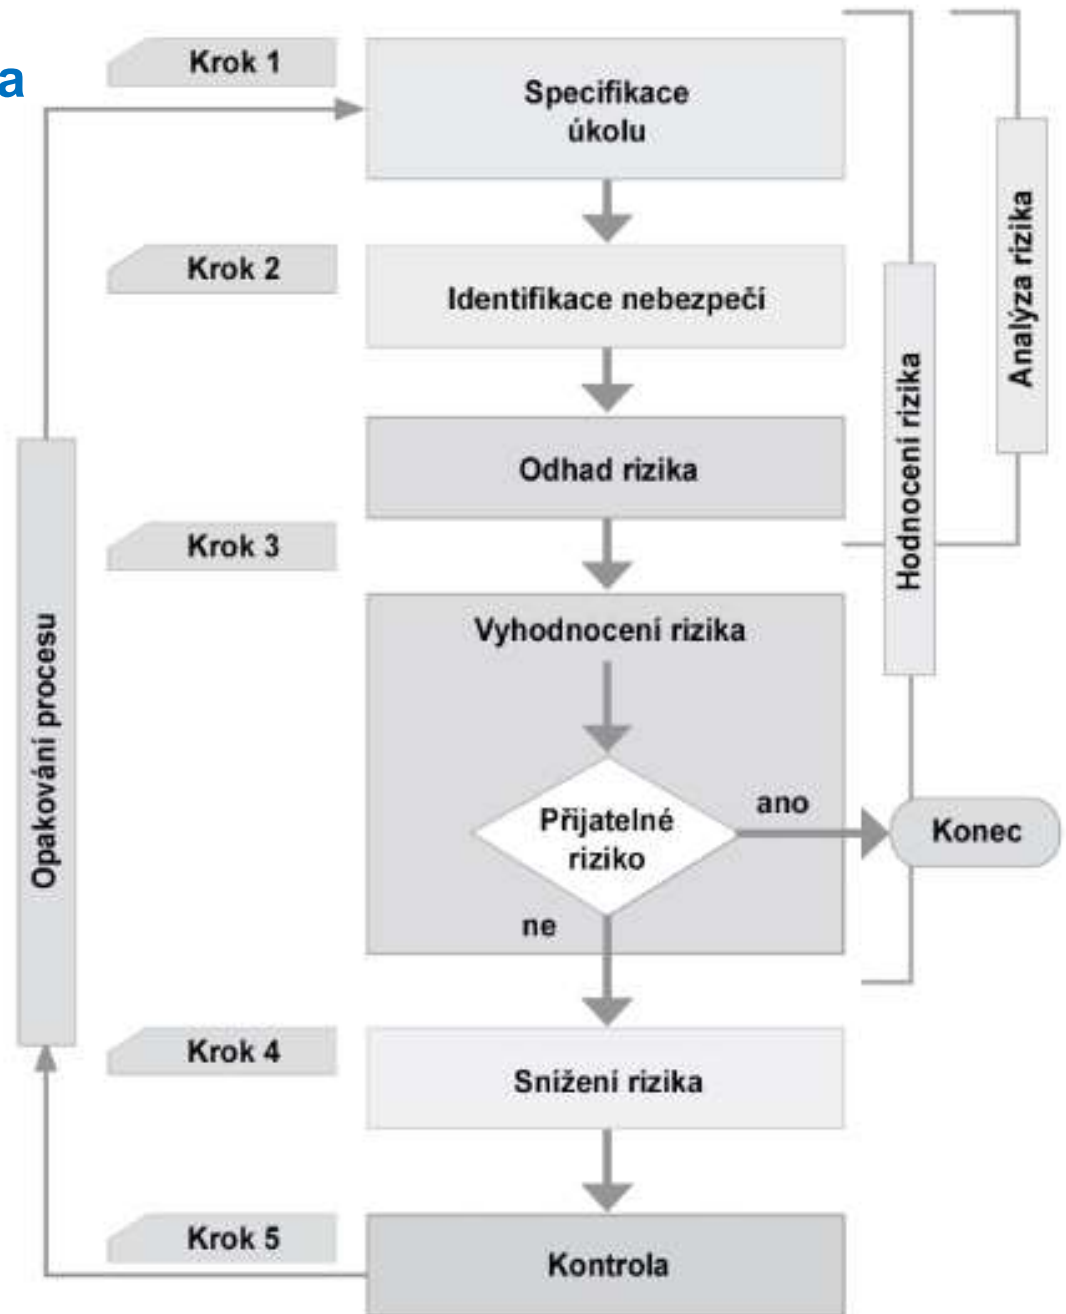 a
Krok 1
Specifikace
úkolu
Krok 2
Identifikace nebezpečí
Odhad rizika
Krok 3
Vyhodnocení rizika
Přijatelné
riziko
ano
Konec
ne
Krok 4
Snížení rizika
Krok 5
Kontrola
Opakování procesu
Hodnocení rizika
Analýza rizika